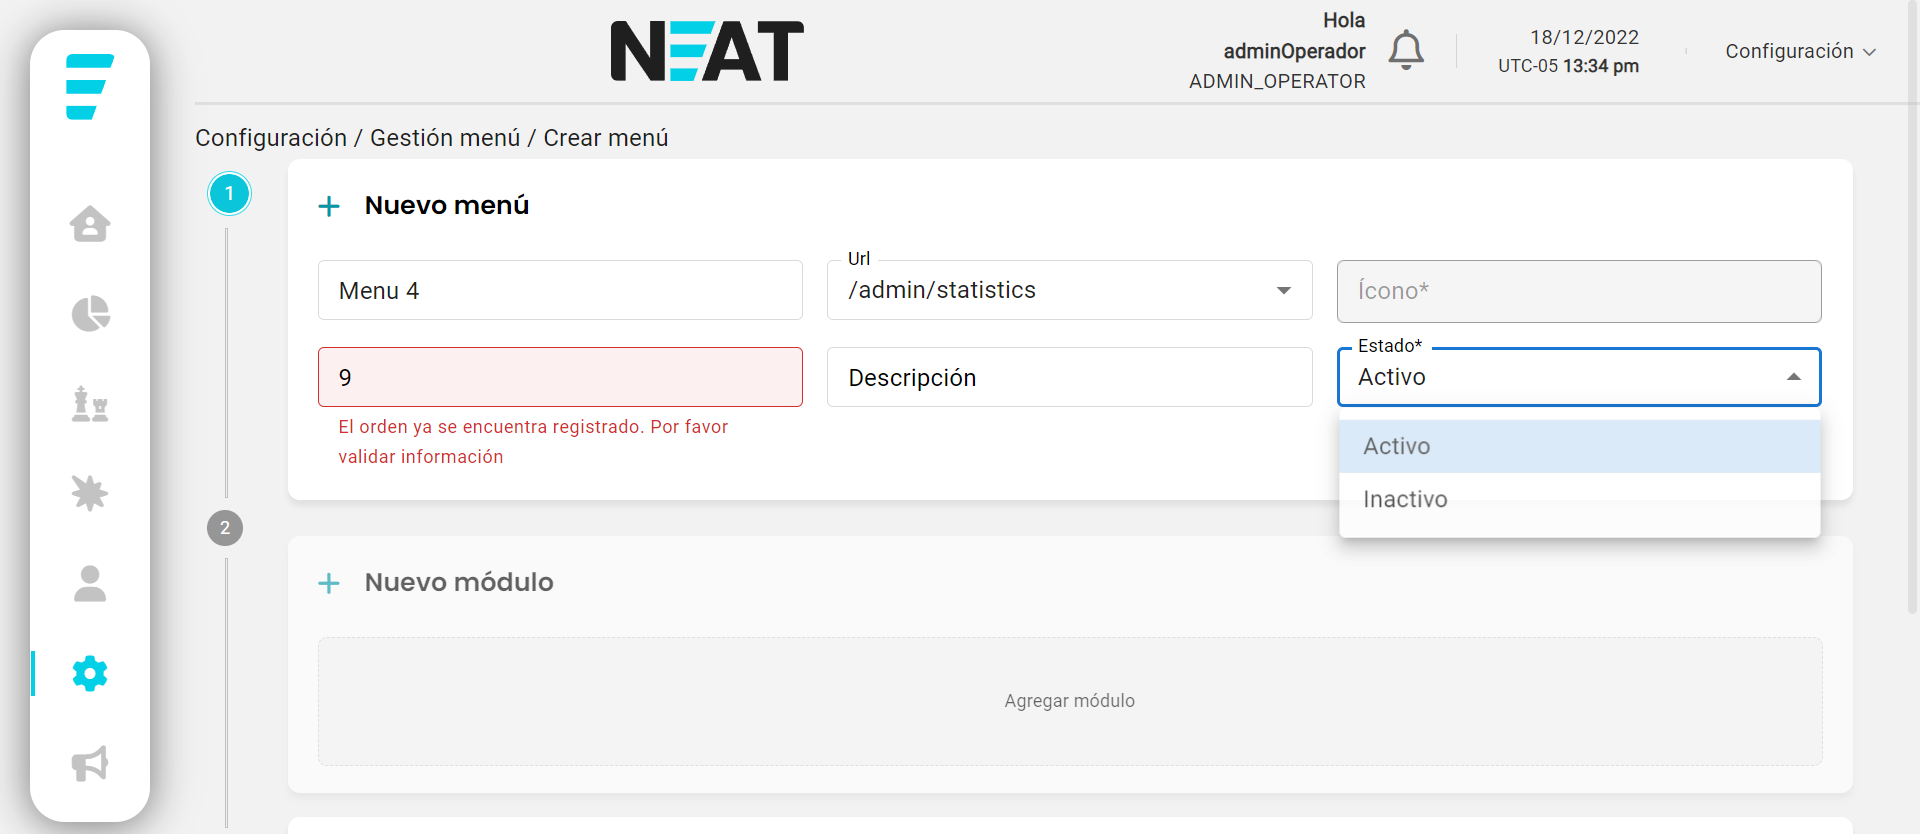 NEAT
Hola
adminOperador
ADMIN_OPERATOR
18/12/2022
UTC-05 13:34 pm
Configuración
Configuración / Gestión menú / Crear menú
1
Nuevo menú
Menu 4
Url
/admin/statistics
Ícono*
9
Descripción
Estado*
Activo
El orden ya se encuentra registrado. Por favor
validar información
Activo
Inactivo
2
Nuevo módulo
Agregar módulo